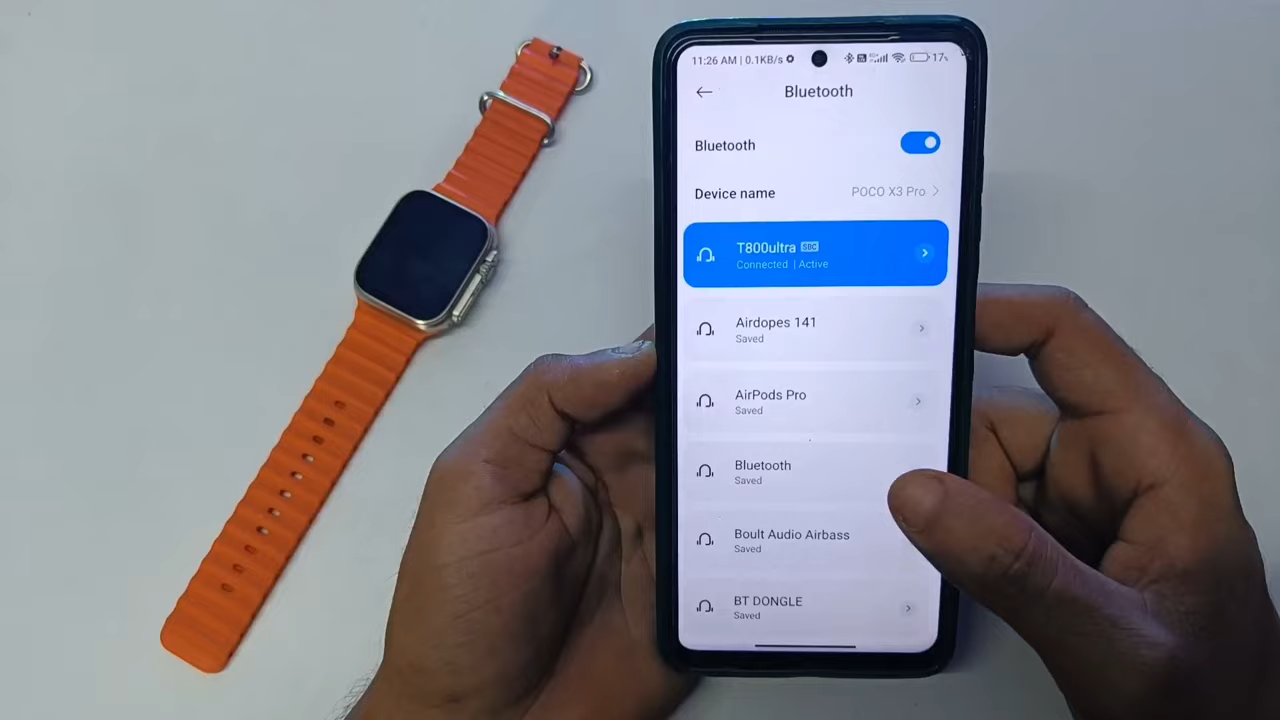 11:26 AM | 0.1KB/s
17%
Bluetooth
Bluetooth
Device name
POCO X3 Pro
T800ultra SBC
Connected | Active
Airdopes 141
Saved
AirPods Pro
Saved
Bluetooth
Saved
Boult Audio Airbass
Saved
BT DONGLE
Saved